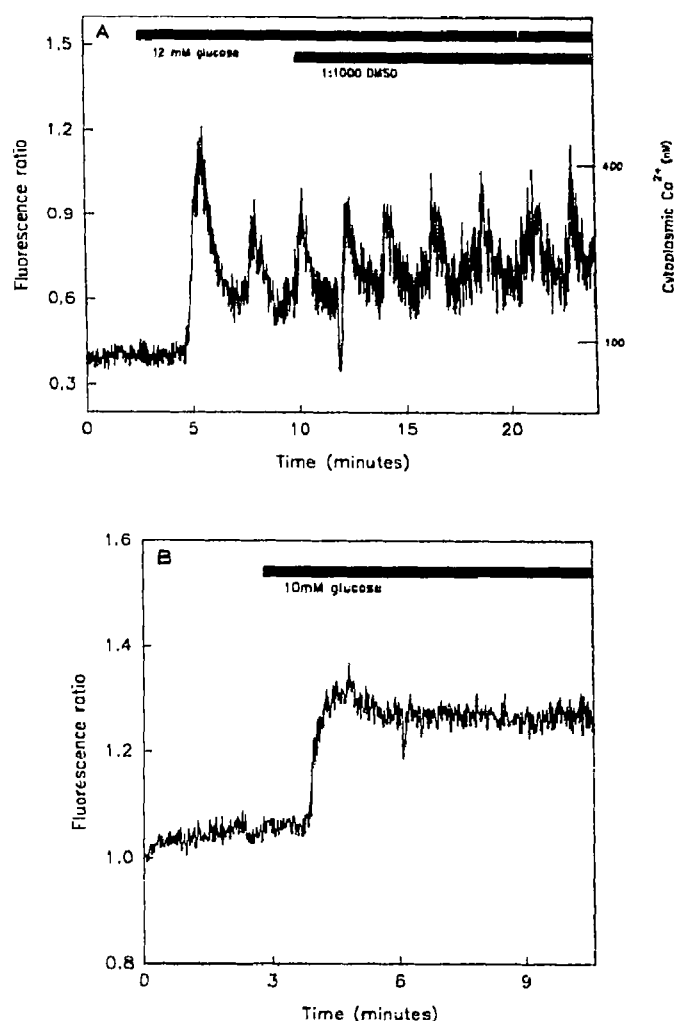 A
12 mM glucose
1:1000 DMSO
1.5
1.2
0.9
0.6
0.3
Fluorescence ratio
400
100
Cytoplasmic Ca²⁺ (nM)
0 5 10 15 20
Time (minutes)
B
10mM glucose
1.6
1.4
1.2
1.0
0.8
Fluorescence ratio
0 3 6 9
Time (minutes)